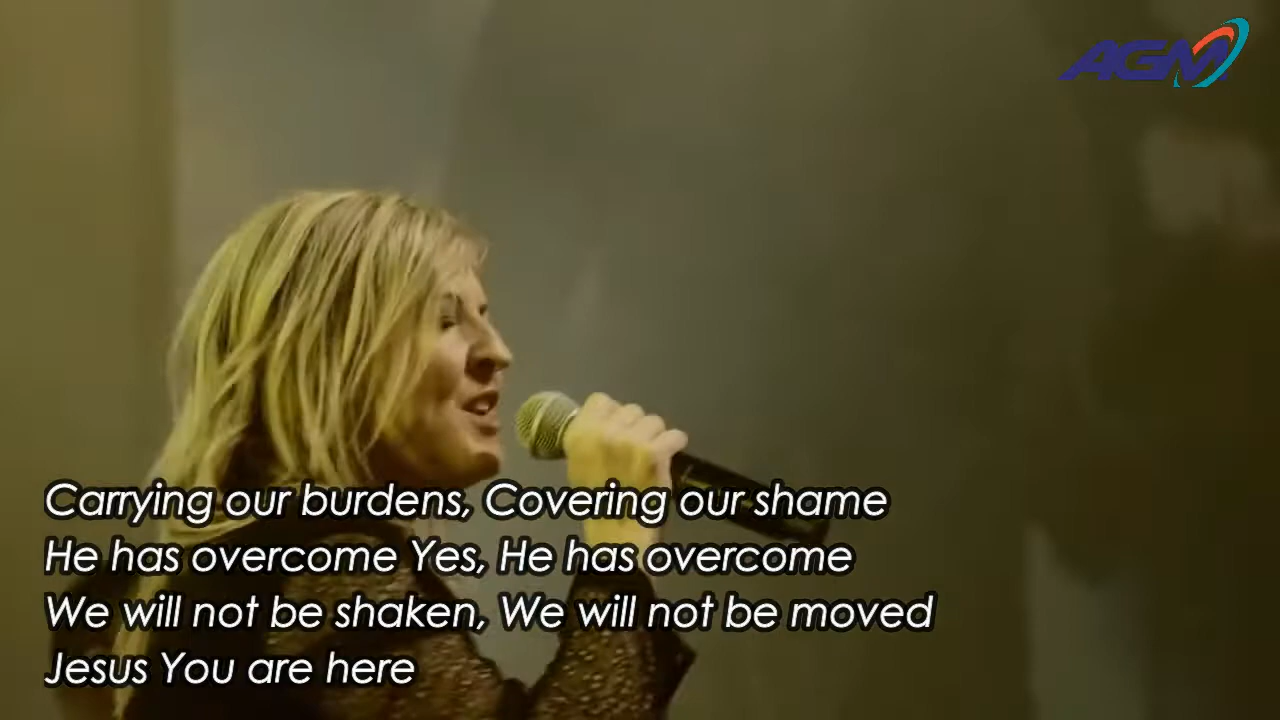 AGM
Carrying our burdens, Covering our shame
He has overcome Yes, He has overcome
We will not be shaken, We will not be moved
Jesus You are here